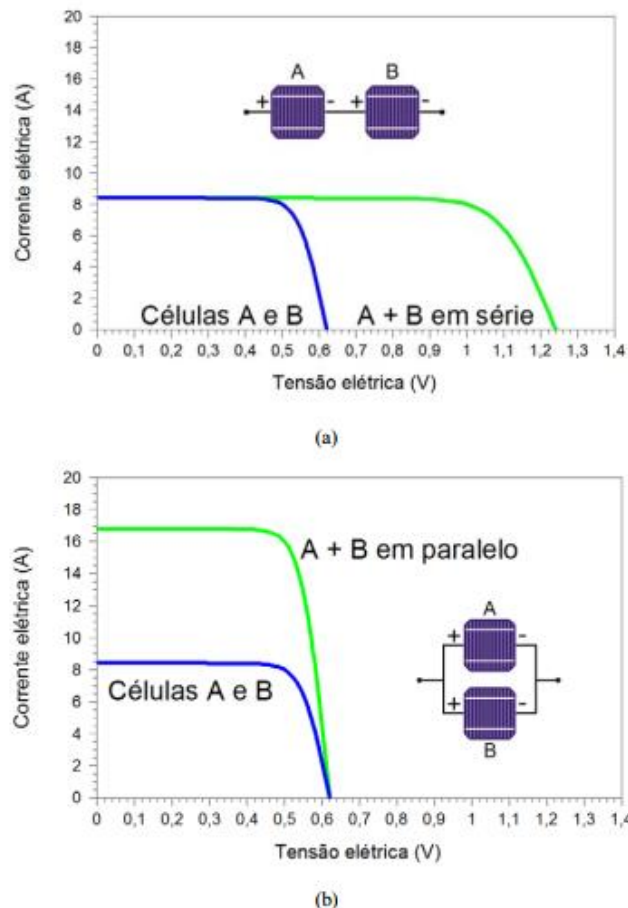 A B
+ - + -
Corrente elétrica (A)
20
18
16
14
12
10
8
6
4
2
0
Células A e B A + B em série
0 0,1 0,2 0,3 0,4 0,5 0,6 0,7 0,8 0,9 1 1,1 1,2 1,3 1,4
Tensão elétrica (V)
(a)
Corrente elétrica (A)
20
18
16
14
12
10
8
6
4
2
0
A + B em paralelo
A
+ -
Células A e B
+ -
B
0 0,1 0,2 0,3 0,4 0,5 0,6 0,7 0,8 0,9 1 1,1 1,2 1,3 1,4
Tensão elétrica (V)
(b)